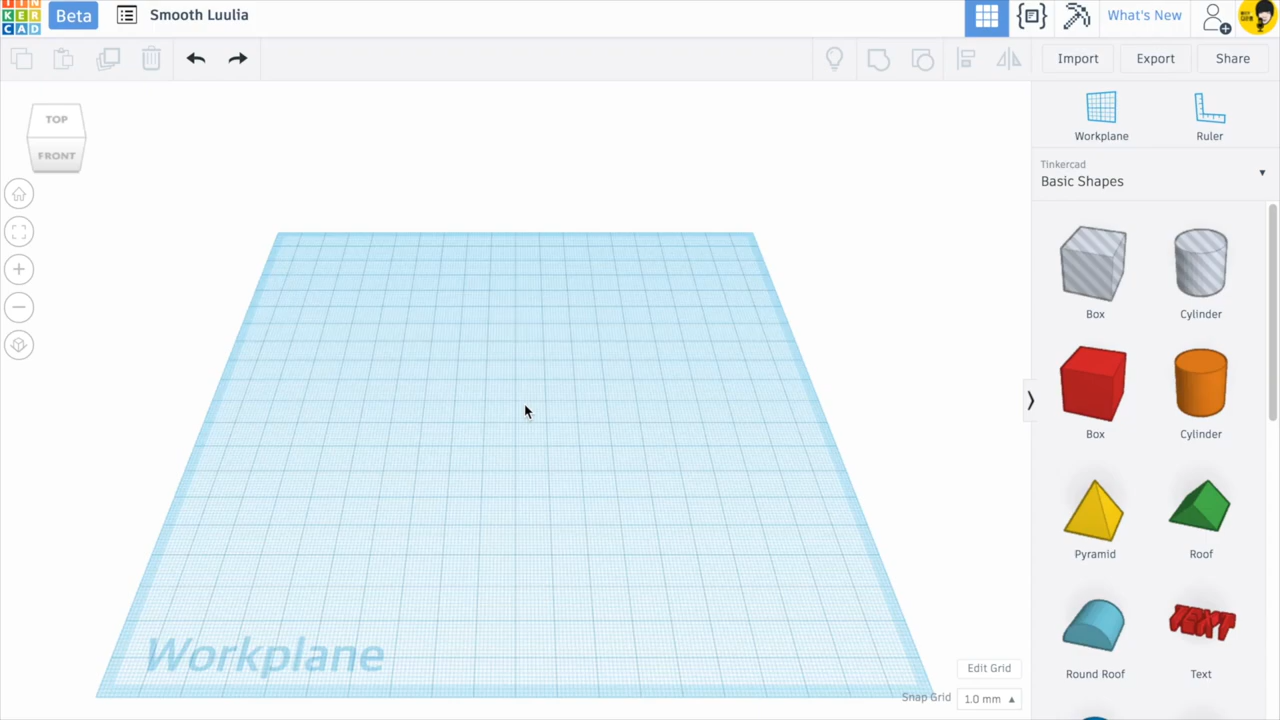 TIN
KER
CAD
Beta
Smooth Luulia
What's New
Import
Export
Share
TOP
FRONT
Workplane
Ruler
Tinkercad
Basic Shapes
Box
Cylinder
Box
Cylinder
Pyramid
Roof
TEXT
Round Roof
Text
Workplane
Edit Grid
Snap Grid
1.0 mm